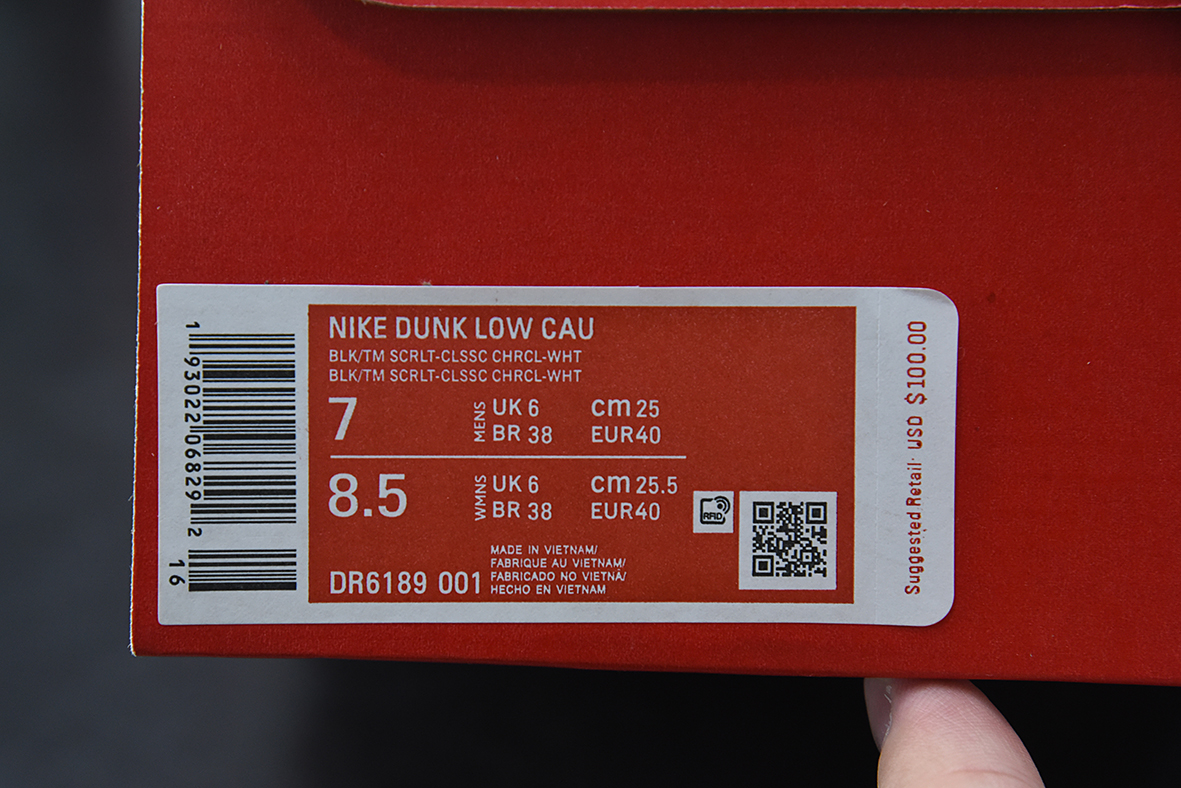 NIKE DUNK LOW CAU
BLK/TM SCRLT-CLSSC CHRCL-WHT
BLK/TM SCRLT-CLSSC CHRCL-WHT
7
MENS
UK 6
cm 25
BR 38
EUR40
8.5
WMNS
UK 6
cm 25.5
BR 38
EUR40
RFID
MADE IN VIETNAM/
FABRIQUE AU VIETNAM/
FABRICADO NO VIETNÃ/
HECHO EN VIETNAM
DR6189 001
1 93022 06829 2
16
Suggested Retail: USD $100.00